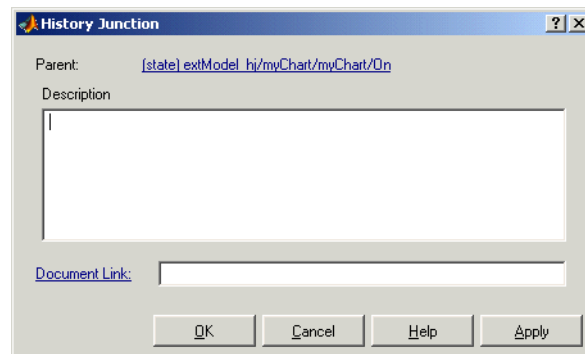 History Junction
Parent: (state) extModel_hj/myChart/myChart/On
Description
Document Link:
OK Cancel Help Apply